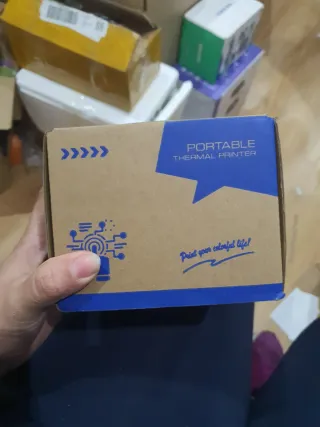 PORTABLE
THERMAL PRINTER
Print your colorful life!